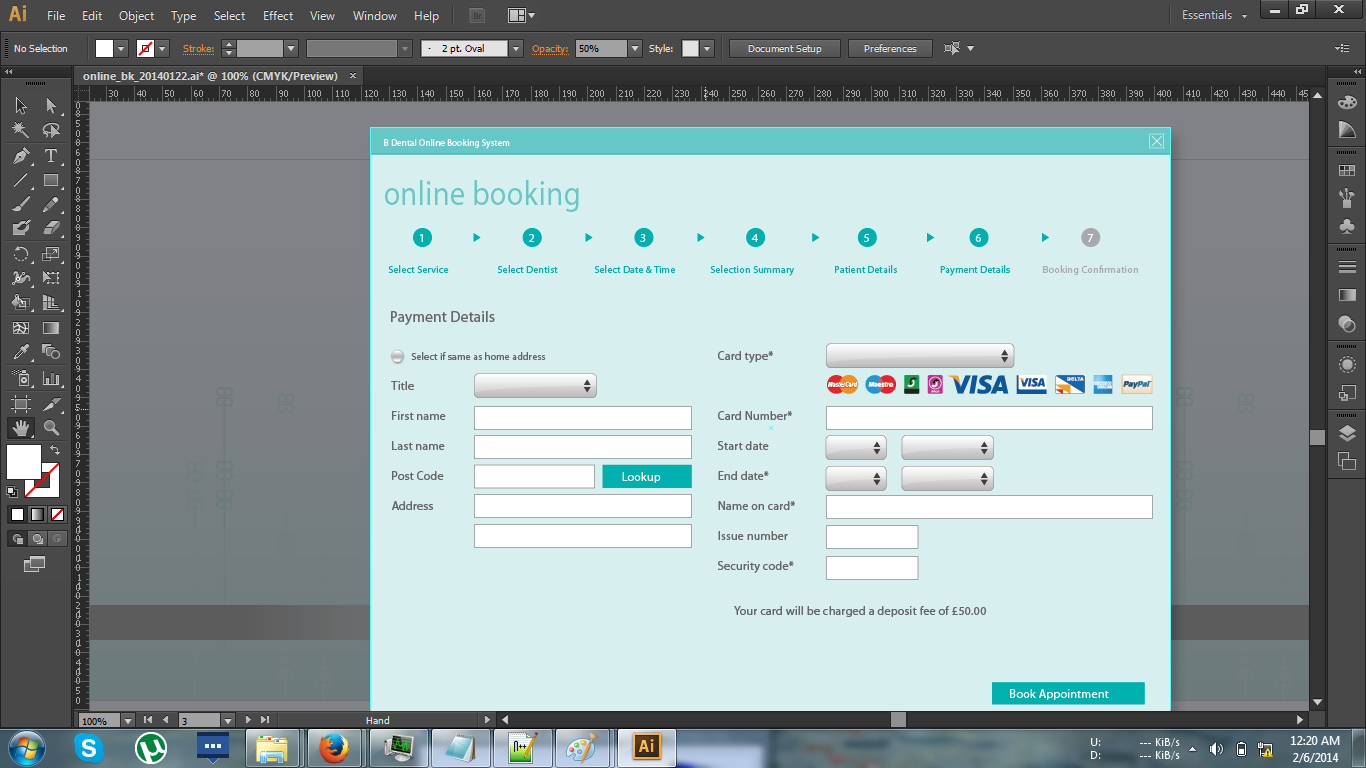 Ai File Edit Object Type Select Effect View Window Help Br Essentials
No Selection Stroke: 2 pt. Oval Opacity: 50% Style: Document Setup Preferences
online_bk_20140122.ai* @ 100% (CMYK/Preview)
30 40 50 60 70 80 90 100 110 120 130 140 150 160 170 180 190 200 210 220 230 240 250 260 270 280 290 300 310 320 330 340 350 360 370 380 390 400 410 420 430 440 45
B Dental Online Booking System
online booking
1 2 3 4 5 6 7
Select Service Select Dentist Select Date & Time Selection Summary Patient Details Payment Details Booking Confirmation
Payment Details
Select if same as home address
Card type*
Title
MasterCard Maestro VISA VISA DELTA PayPal
First name
Card Number*
Last name
Start date
Post Code Lookup
End date*
Address
Name on card*
Issue number
Security code*
Your card will be charged a deposit fee of £50.00
Book Appointment
100% 3 Hand
U: --- KiB/s
D: --- KiB/s
12:20 AM
2/6/2014